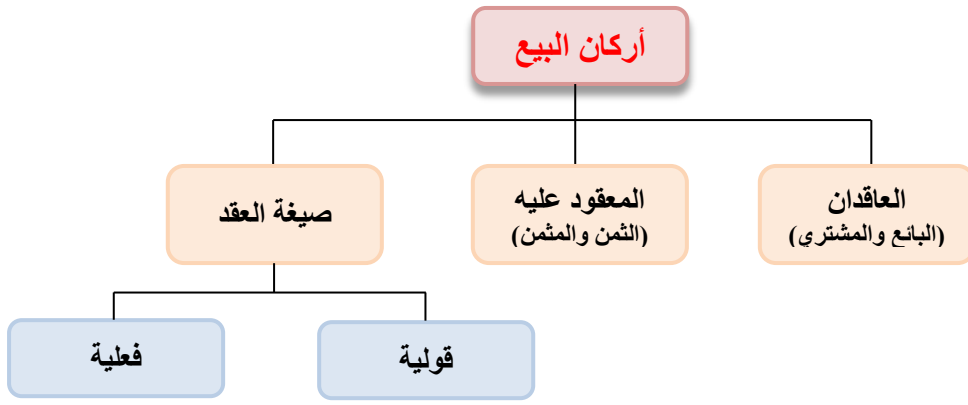 أركان البيع
العاقدان
(البائع والمشتري)
المعقود عليه
(الثمن والمثمن)
صيغة العقد
قولية
فعلية